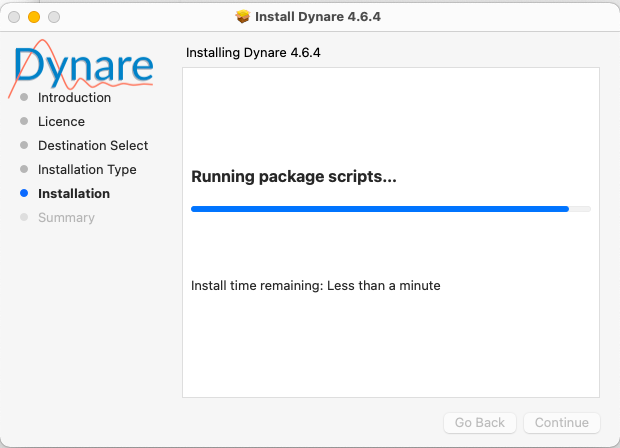 Install Dynare 4.6.4
Dynare
Installing Dynare 4.6.4
Introduction
Licence
Destination Select
Installation Type
Installation
Summary
Running package scripts...
Install time remaining: Less than a minute
Go Back
Continue